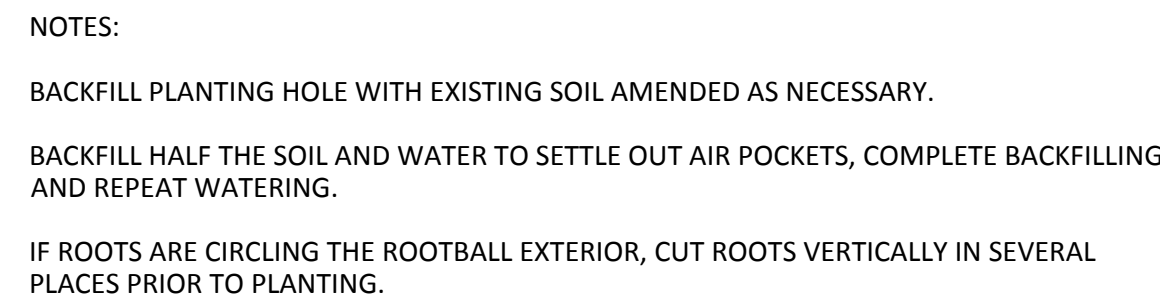 NOTES:
BACKFILL PLANTING HOLE WITH EXISTING SOIL AMENDED AS NECESSARY.
BACKFILL HALF THE SOIL AND WATER TO SETTLE OUT AIR POCKETS, COMPLETE BACKFILLING
AND REPEAT WATERING.
IF ROOTS ARE CIRCLING THE ROOTBALL EXTERIOR, CUT ROOTS VERTICALLY IN SEVERAL
PLACES PRIOR TO PLANTING.